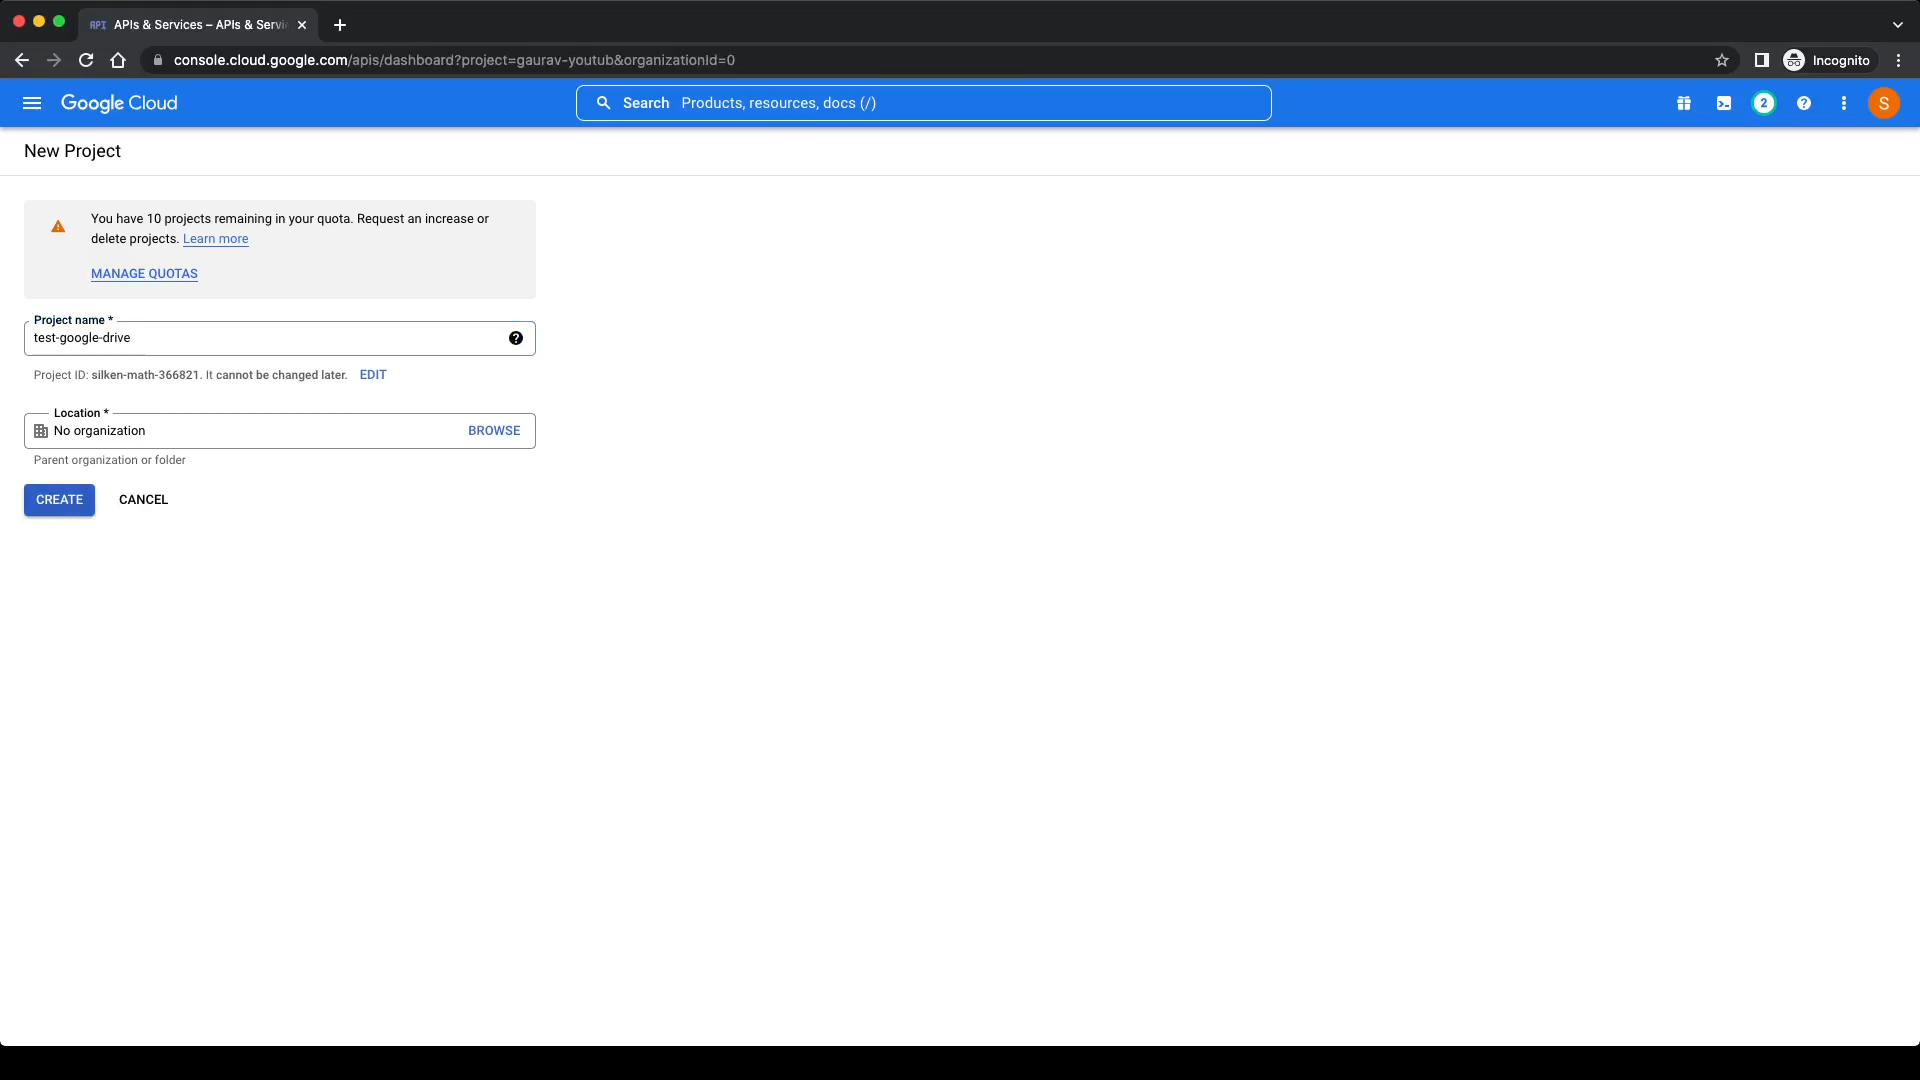 API APIs & Services – APIs & Servi
console.cloud.google.com/apis/dashboard?project=gaurav-youtub&organizationId=0
Incognito
Google Cloud
Search Products, resources, docs (/)
2
S
New Project
You have 10 projects remaining in your quota. Request an increase or
delete projects. Learn more
MANAGE QUOTAS
Project name *
test-google-drive
Project ID: silken-math-366821. It cannot be changed later. EDIT
Location *
No organization
BROWSE
Parent organization or folder
CREATE
CANCEL